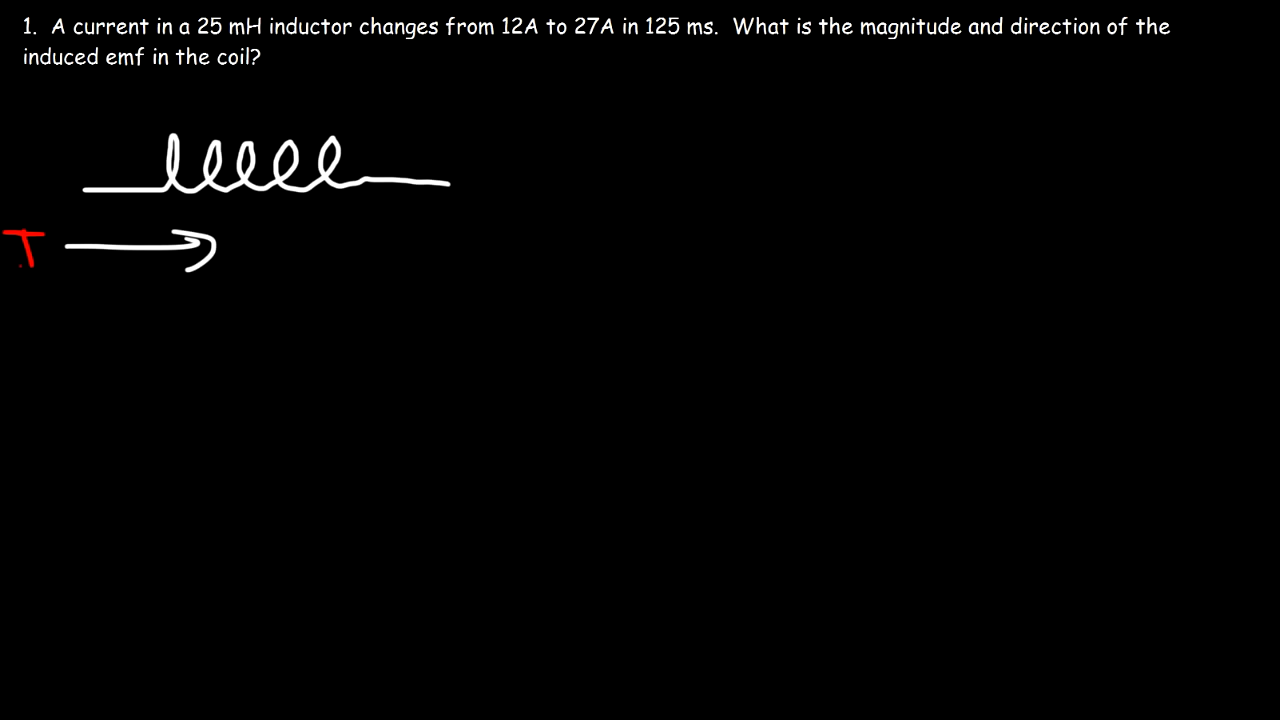 1. A current in a 25 mH inductor changes from 12A to 27A in 125 ms. What is the magnitude and direction of the
induced emf in the coil?